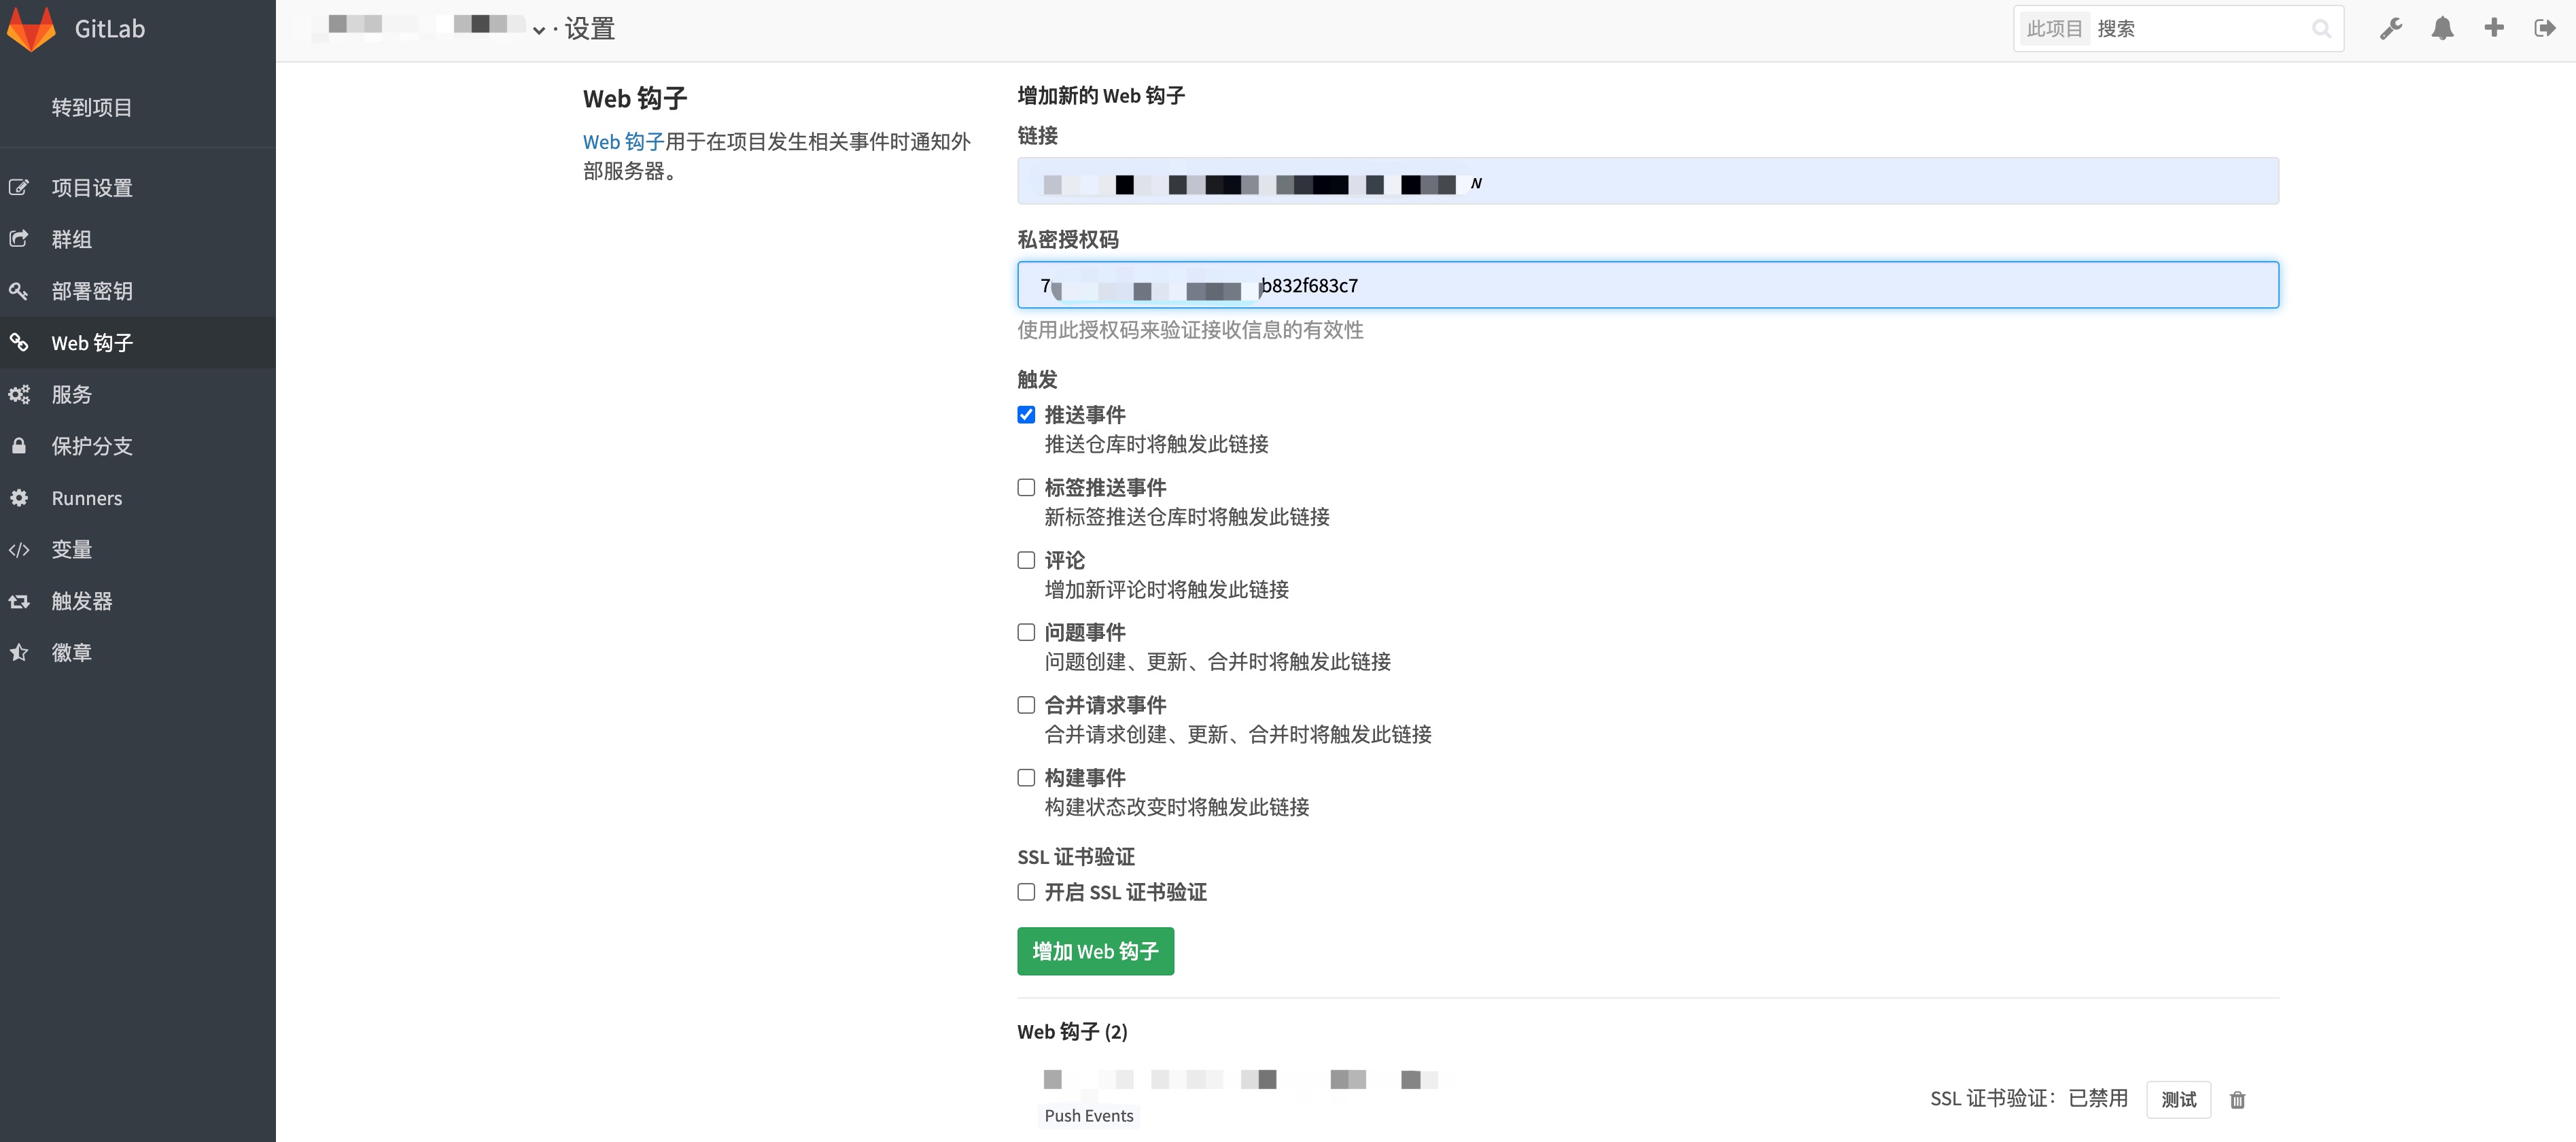 GitLab
· 设置
此项目 搜索
转到项目
项目设置
群组
部署密钥
Web 钩子
服务
保护分支
Runners
变量
触发器
徽章
Web 钩子
Web 钩子用于在项目发生相关事件时通知外
部服务器。
增加新的 Web 钩子
链接
N
私密授权码
7
b832f683c7
使用此授权码来验证接收信息的有效性
触发
推送事件
推送仓库时将触发此链接
标签推送事件
新标签推送仓库时将触发此链接
评论
增加新评论时将触发此链接
问题事件
问题创建、更新、合并时将触发此链接
合并请求事件
合并请求创建、更新、合并时将触发此链接
构建事件
构建状态改变时将触发此链接
SSL 证书验证
开启 SSL 证书验证
增加 Web 钩子
Web 钩子 (2)
Push Events
SSL 证书验证：已禁用
测试